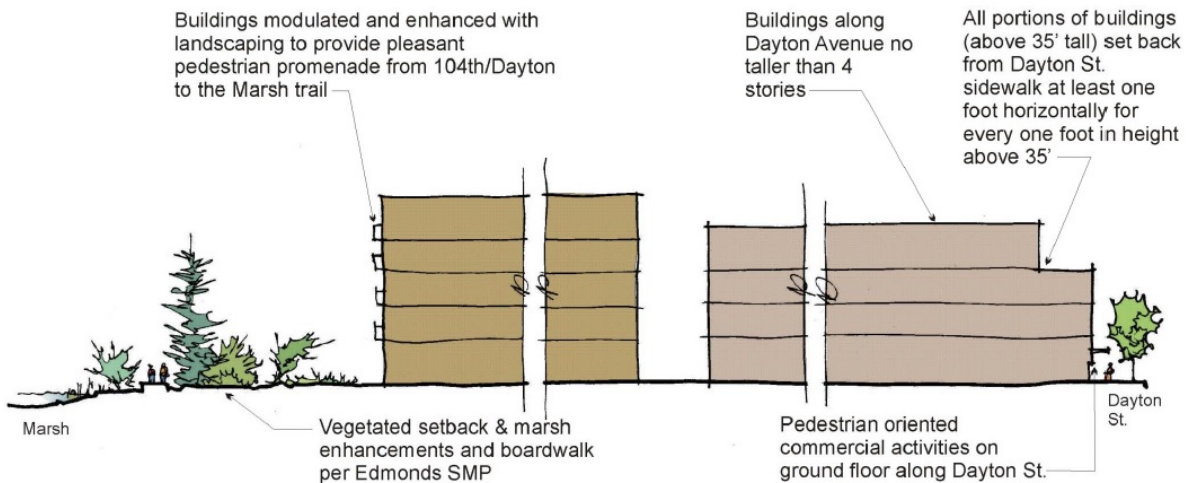 Buildings modulated and enhanced with
landscaping to provide pleasant
pedestrian promenade from 104th/Dayton
to the Marsh trail
Buildings along
Dayton Avenue no
taller than 4
stories
All portions of buildings
(above 35' tall) set back
from Dayton St.
sidewalk at least one
foot horizontally for
every one foot in height
above 35'
Marsh
Vegetated setback & marsh
enhancements and boardwalk
per Edmonds SMP
Pedestrian oriented
commercial activities on
ground floor along Dayton St.
Dayton
St.